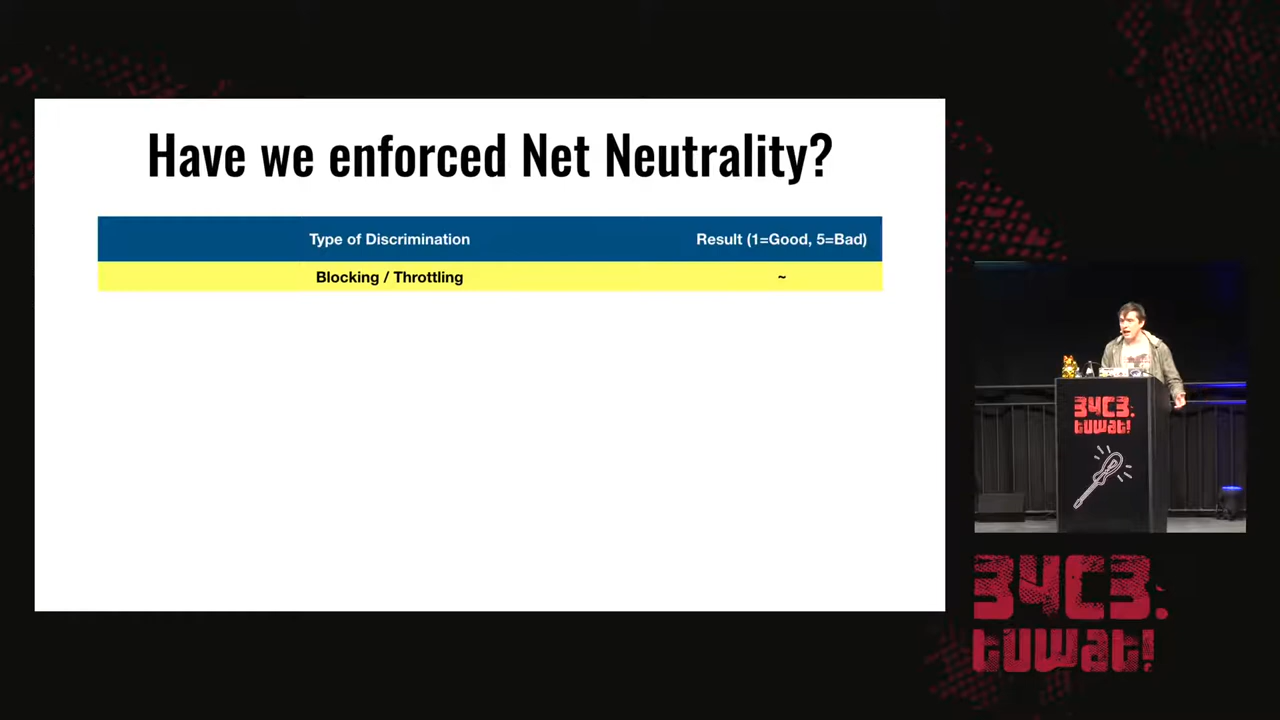 Have we enforced Net Neutrality?
Type of Discrimination Result (1=Good, 5=Bad)
Blocking / Throttling ~
34C3.
tuwat!
34C3.
tuwat!